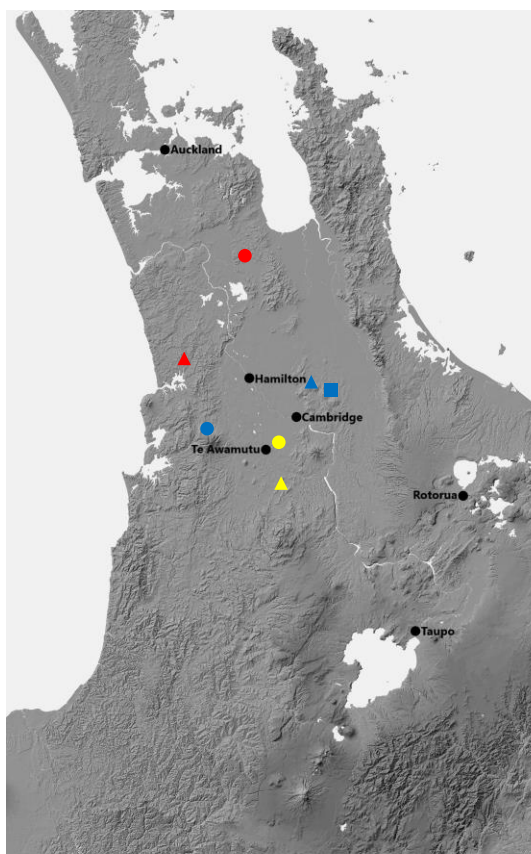 Auckland
Hamilton
Cambridge
Te Awamutu
Rotorua
Taupo